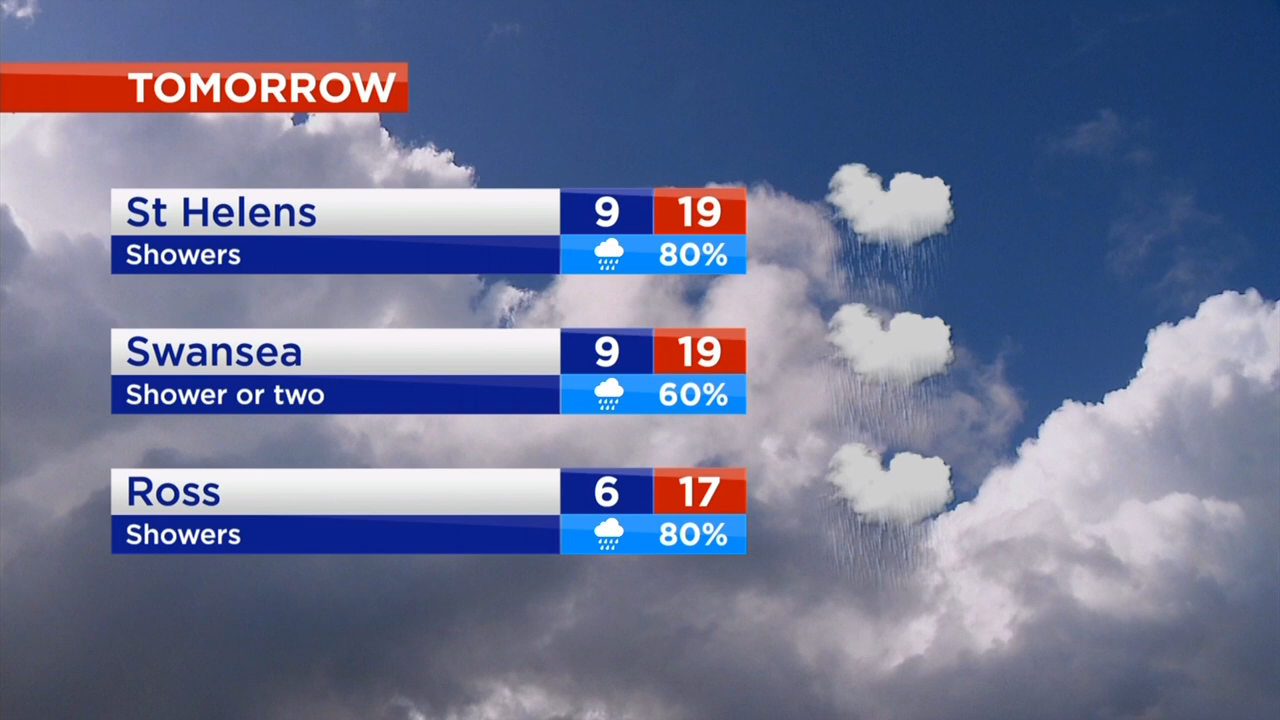 TOMORROW
St Helens 9 19
Showers 80%
Swansea 9 19
Shower or two 60%
Ross 6 17
Showers 80%